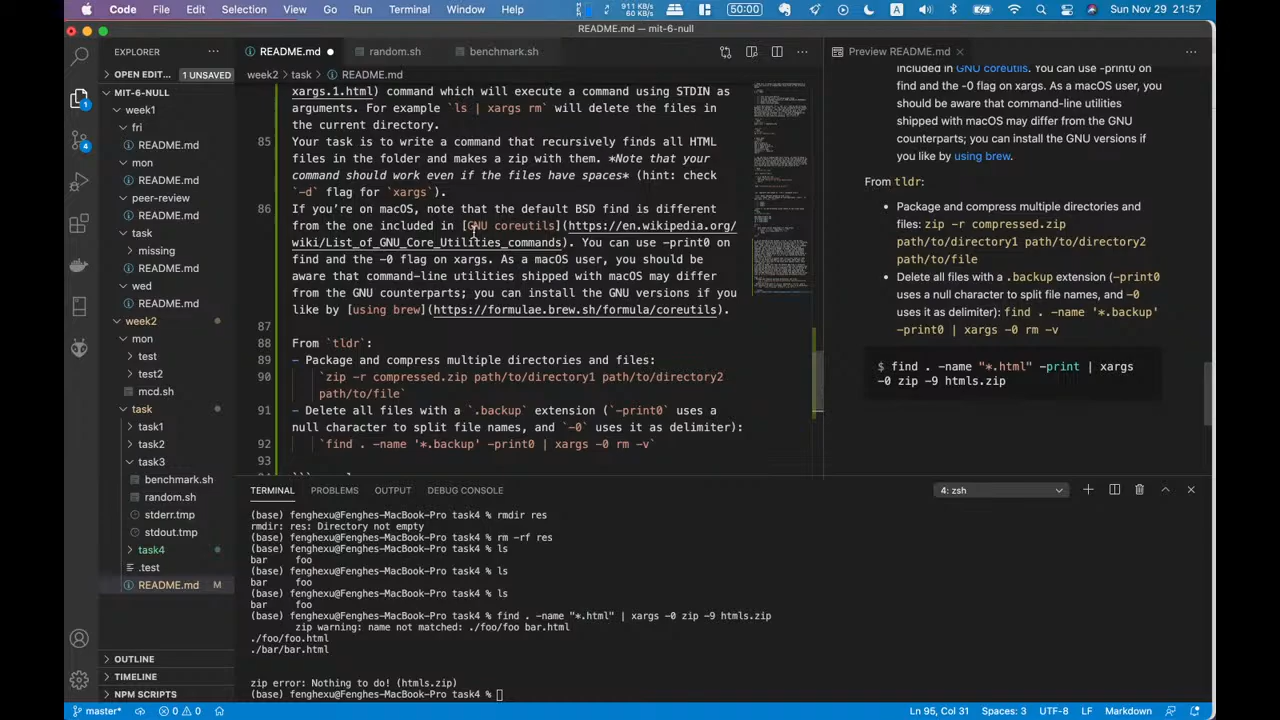 Code File Edit Selection View Go Run Terminal Window Help
911 KB/s
60 KB/s
50:00
A
Sun Nov 29 21:57
README.md — mit-6-null
EXPLORER
README.md
random.sh
benchmark.sh
Preview README.md
OPEN EDIT... 1 UNSAVED
week2 > task > README.md
MIT-6-NULL
week1
fri
README.md
mon
README.md
peer-review
README.md
task
missing
README.md
wed
README.md
week2
mon
test
test2
mcd.sh
task
task1
task2
task3
benchmark.sh
random.sh
stderr.tmp
stdout.tmp
task4
.test
README.md M
OUTLINE
TIMELINE
NPM SCRIPTS
xargs.1.html) command which will execute a command using STDIN as
arguments. For example `ls | xargs rm` will delete the files in
the current directory.
85 Your task is to write a command that recursively finds all HTML
files in the folder and makes a zip with them. *Note that your
command should work even if the files have spaces* (hint: check
`-d` flag for `xargs`).
86 If you're on macOS, note that the default BSD find is different
from the one included in [GNU coreutils](https://en.wikipedia.org/
wiki/List_of_GNU_Core_Utilities_commands). You can use -print0 on
find and the -0 flag on xargs. As a macOS user, you should be
aware that command-line utilities shipped with macOS may differ
from the GNU counterparts; you can install the GNU versions if you
like by [using brew](https://formulae.brew.sh/formula/coreutils).
87
88 From `tldr`:
89 - Package and compress multiple directories and files:
90 `zip -r compressed.zip path/to/directory1 path/to/directory2
path/to/file`
91 - Delete all files with a `.backup` extension (`-print0` uses a
null character to split file names, and `-0` uses it as delimiter):
92 `find . -name '*.backup' -print0 | xargs -0 rm -v`
93
included in GNU coreutils. You can use -print0 on
find and the -0 flag on xargs. As a macOS user, you
should be aware that command-line utilities
shipped with macOS may differ from the GNU
counterparts; you can install the GNU versions if
you like by using brew.
From tldr:
• Package and compress multiple directories and
files: zip -r compressed.zip
path/to/directory1 path/to/directory2
path/to/file
• Delete all files with a .backup extension (-print0
uses a null character to split file names, and -0
uses it as delimiter): find . -name '*.backup'
-print0 | xargs -0 rm -v
$ find . -name "*.html" -print | xargs
-0 zip -9 htmls.zip
TERMINAL PROBLEMS OUTPUT DEBUG CONSOLE
4: zsh
(base) fenghexu@Fenghes-MacBook-Pro task4 % rmdir res
rmdir: res: Directory not empty
(base) fenghexu@Fenghes-MacBook-Pro task4 % rm -rf res
(base) fenghexu@Fenghes-MacBook-Pro task4 % ls
bar foo
(base) fenghexu@Fenghes-MacBook-Pro task4 % ls
bar foo
(base) fenghexu@Fenghes-MacBook-Pro task4 % ls
bar foo
(base) fenghexu@Fenghes-MacBook-Pro task4 % find . -name "*.html" | xargs -0 zip -9 htmls.zip
zip warning: name not matched: ./foo/foo bar.html
./foo/foo.html
./bar/bar.html
zip error: Nothing to do! (htmls.zip)
(base) fenghexu@Fenghes-MacBook-Pro task4 %
master* 0 0
Ln 95, Col 31 Spaces: 3 UTF-8 LF Markdown